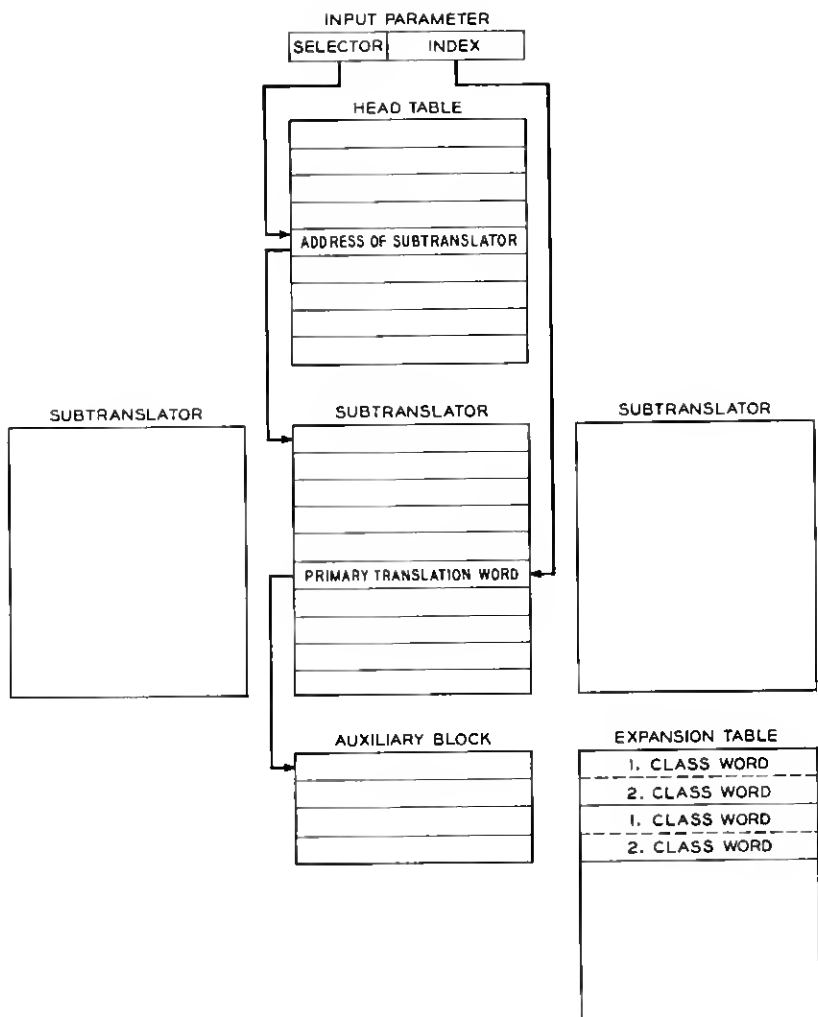 INPUT PARAMETER
SELECTOR INDEX
HEAD TABLE
ADDRESS OF SUBTRANSLATOR
SUBTRANSLATOR SUBTRANSLATOR SUBTRANSLATOR
PRIMARY TRANSLATION WORD
AUXILIARY BLOCK EXPANSION TABLE
1. CLASS WORD
2. CLASS WORD
1. CLASS WORD
2. CLASS WORD